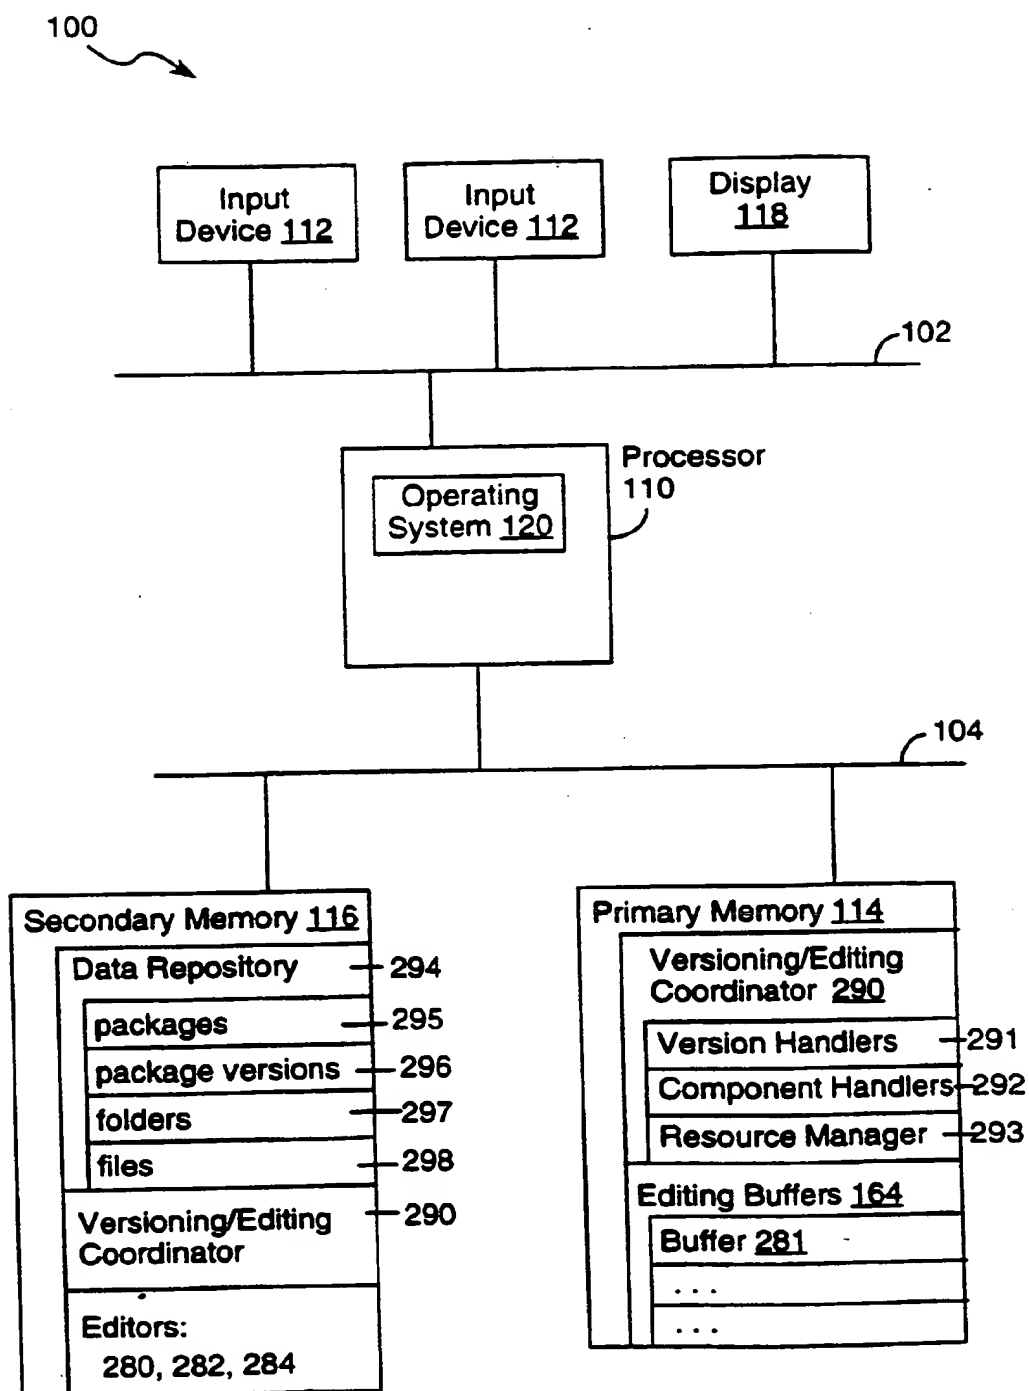 100
Input
Device 112
Input
Device 112
Display
118
102
Processor
110
Operating
System 120
104
Secondary Memory 116
Data Repository 294
packages 295
package versions 296
folders 297
files 298
Versioning/Editing 290
Coordinator
Editors:
280, 282, 284
Primary Memory 114
Versioning/Editing
Coordinator 290
Version Handlers 291
Component Handlers 292
Resource Manager 293
Editing Buffers 164
Buffer 281
. . .
. . .